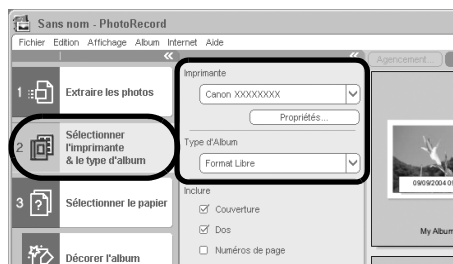 Sans nom - PhotoRecord
Fichier Edition Affichage Album Internet Aide
1 Extraire les photos
2 Sélectionner
l'imprimante
& le type d'album
3 Sélectionner le papier
Décorer l'album
Imprimante
Canon XXXXXXXX
Propriétés...
Type d'Album
Format Libre
Inclure
Couverture
Dos
Numéros de page
Agencement...
09/09/2004 0
My Album